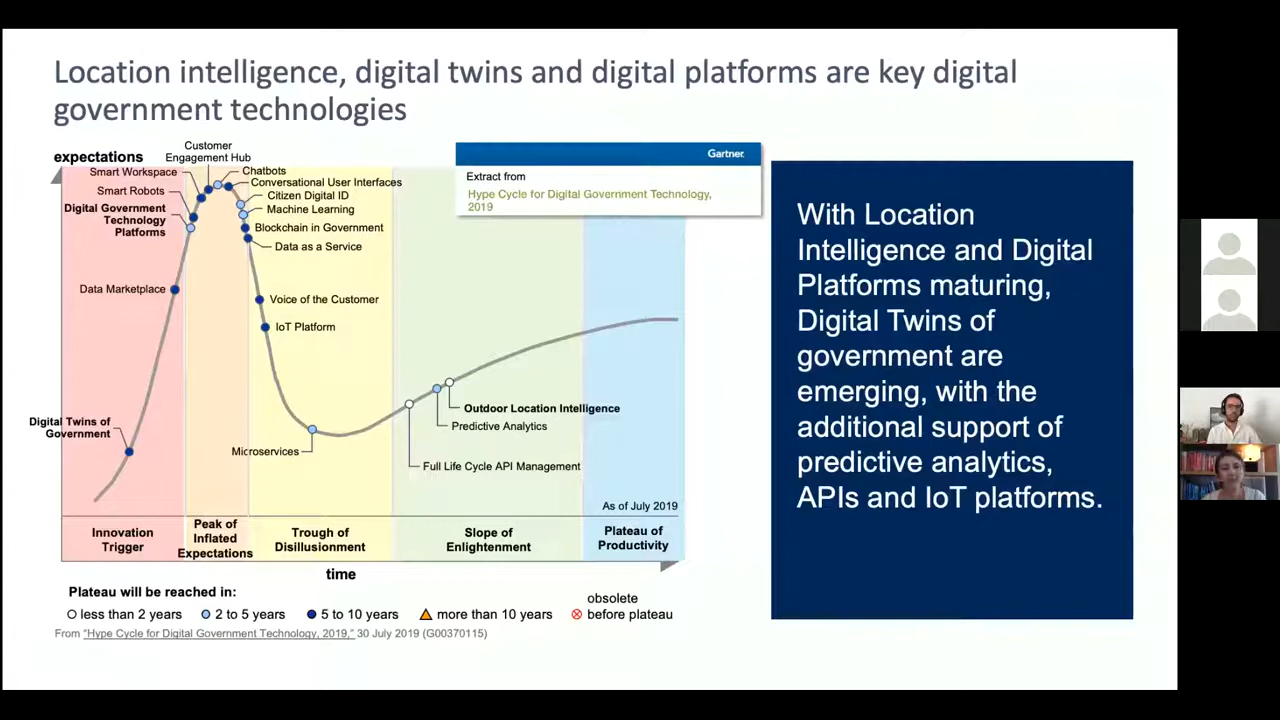 Location intelligence, digital twins and digital platforms are key digital
government technologies
expectations
Customer
Engagement Hub
Smart Workspace
Chatbots
Conversational User Interfaces
Smart Robots
Citizen Digital ID
Digital Government
Technology
Platforms
Machine Learning
Blockchain in Government
Data as a Service
Data Marketplace
Voice of the Customer
IoT Platform
Digital Twins of
Government
Microservices
Outdoor Location Intelligence
Predictive Analytics
Full Life Cycle API Management
As of July 2019
Innovation
Trigger
Peak of
Inflated
Expectations
Trough of
Disillusionment
Slope of
Enlightenment
Plateau of
Productivity
time
Plateau will be reached in:
less than 2 years
2 to 5 years
5 to 10 years
more than 10 years
obsolete
before plateau
From "Hype Cycle for Digital Government Technology, 2019," 30 July 2019 (G00370115)
Gartner
Extract from
Hype Cycle for Digital Government Technology,
2019
With Location
Intelligence and Digital
Platforms maturing,
Digital Twins of
government are
emerging, with the
additional support of
predictive analytics,
APIs and IoT platforms.